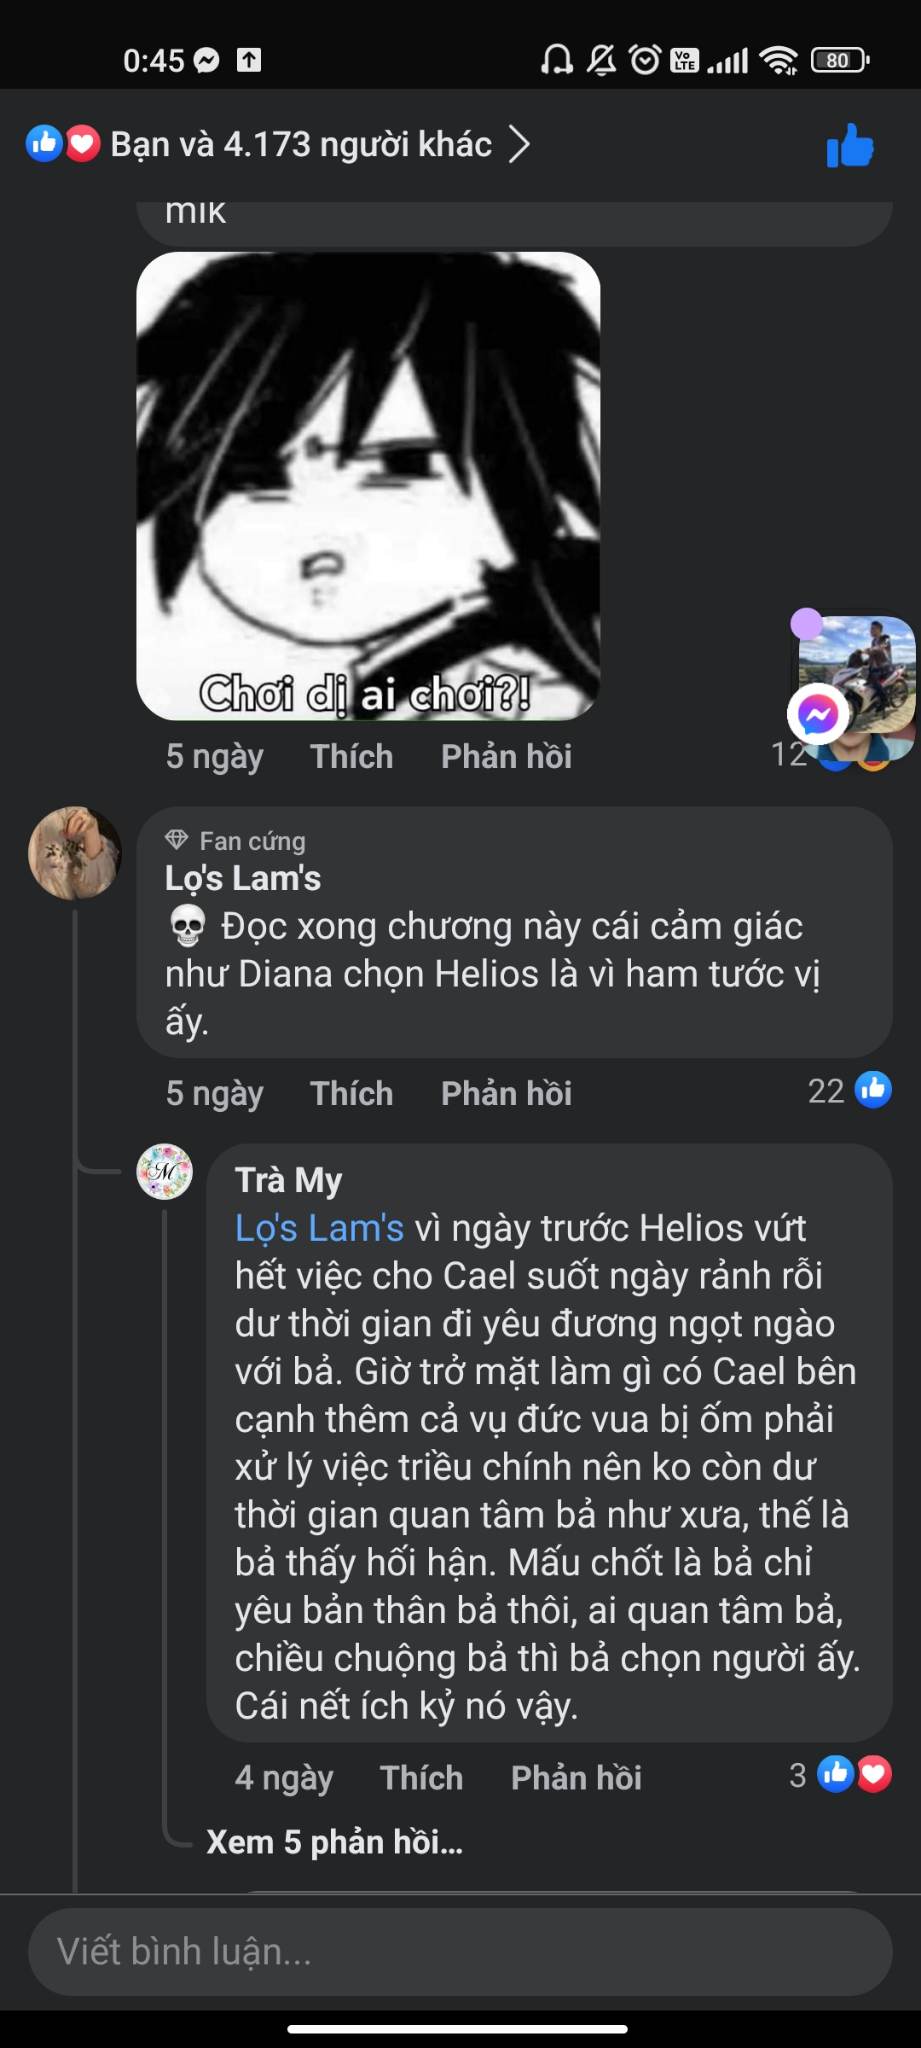 0:45
Vo
LTE
80
Bạn và 4.173 người khác
mik
Chơi dị ai chơi?!
5 ngày Thích Phản hồi 12
Fan cứng
Lọ's Lam's
💀 Đọc xong chương này cái cảm giác
như Diana chọn Helios là vì ham tước vị
ấy.
5 ngày Thích Phản hồi 22
M
Trà My
Lọ's Lam's vì ngày trước Helios vứt
hết việc cho Cael suốt ngày rảnh rỗi
dư thời gian đi yêu đương ngọt ngào
với bả. Giờ trở mặt làm gì có Cael bên
cạnh thêm cả vụ đức vua bị ốm phải
xử lý việc triều chính nên ko còn dư
thời gian quan tâm bả như xưa, thế là
bả thấy hối hận. Mấu chốt là bả chỉ
yêu bản thân bả thôi, ai quan tâm bả,
chiều chuộng bả thì bả chọn người ấy.
Cái nết ích kỷ nó vậy.
4 ngày Thích Phản hồi 3
Xem 5 phản hồi...
Viết bình luận...